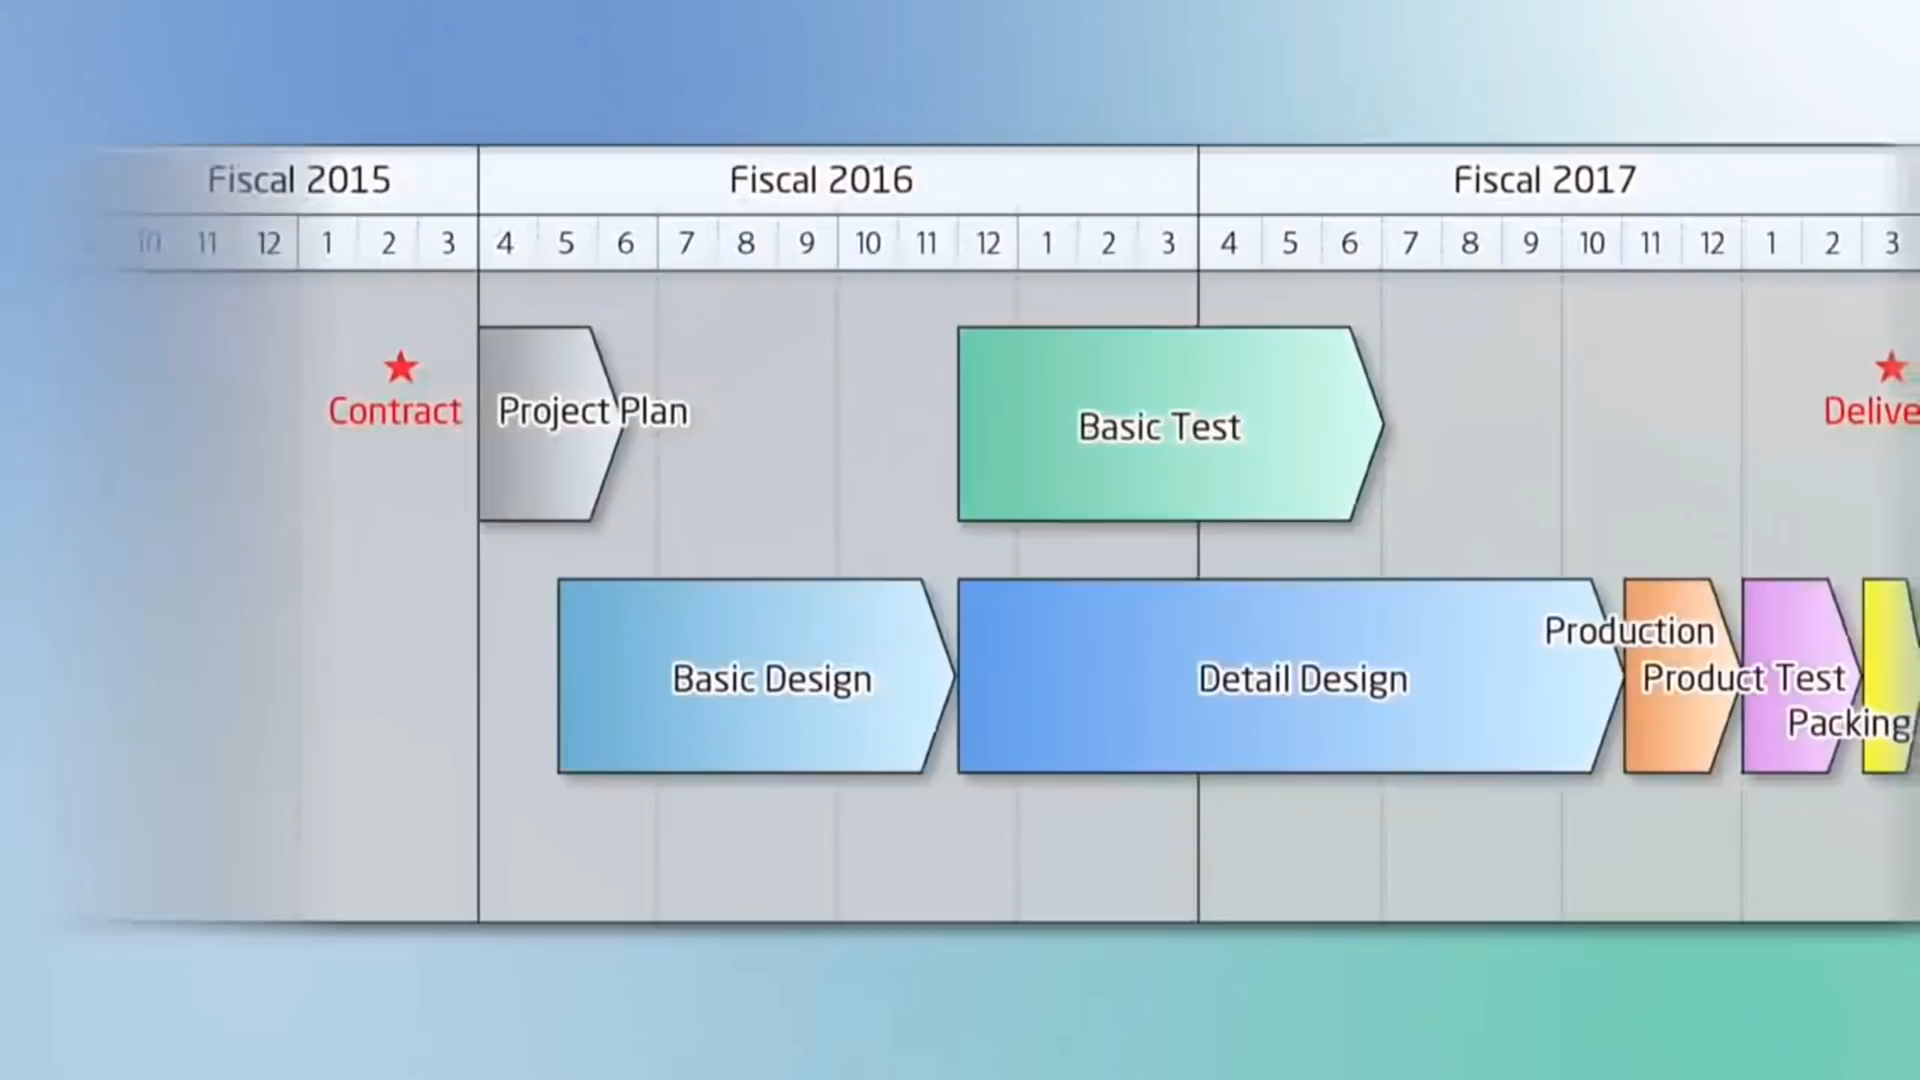 Fiscal 2015 Fiscal 2016 Fiscal 2017
10 11 12 1 2 3 4 5 6 7 8 9 10 11 12 1 2 3 4 5 6 7 8 9 10 11 12 1 2 3
Contract
Project Plan
Basic Test
Delive
Basic Design
Detail Design
Production
Product Test
Packing